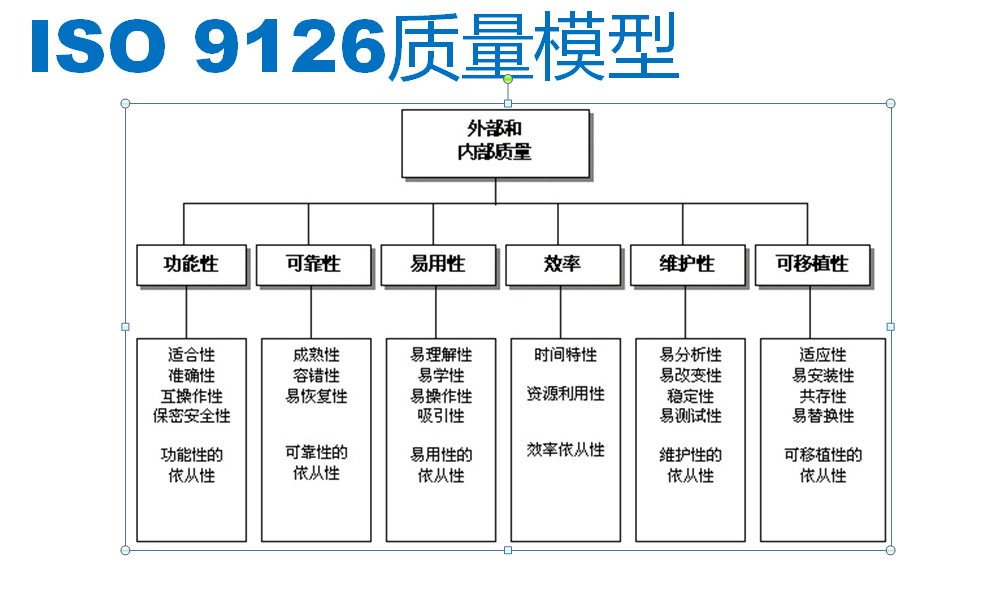 ISO 9126质量模型
外部和
内部质量
功能性
可靠性
易用性
效率
维护性
可移植性
适合性
准确性
互操作性
保密安全性
功能性的
依从性
成熟性
容错性
易恢复性
可靠性的
依从性
易理解性
易学性
易操作性
吸引性
易用性的
依从性
时间特性
资源利用性
效率依从性
易分析性
易改变性
稳定性
易测试性
维护性的
依从性
适应性
易安装性
共存性
易替换性
可移植性的
依从性